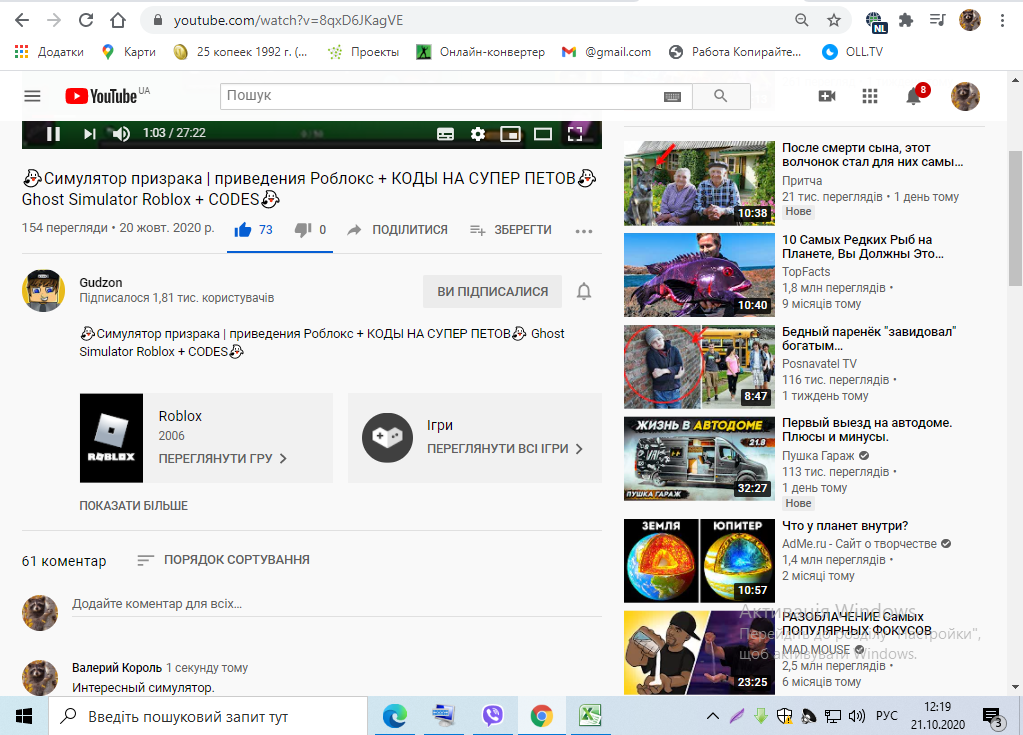 youtube.com/watch?v=8qxD6JKagVE
NL
Додатки
Карти
25 копеек 1992 г. (...
Проекты
Онлайн-конвертер
@gmail.com
Работа Копирайте...
OLL.TV
YouTube UA
Пошук
8
1:03 / 27:22
👻Симулятор призрака | приведения Роблокс + КОДЫ НА СУПЕР ПЕТОВ👻
Ghost Simulator Roblox + CODES👻
154 перегляди • 20 жовт. 2020 р.
73
0
ПОДІЛИТИСЯ
ЗБЕРЕГТИ
Gudzon
Підписалося 1,81 тис. користувачів
ВИ ПІДПИСАЛИСЯ
👻Симулятор призрака | приведения Роблокс + КОДЫ НА СУПЕР ПЕТОВ👻 Ghost
Simulator Roblox + CODES👻
ROBLOX
Roblox
2006
ПЕРЕГЛЯНУТИ ГРУ
Ігри
ПЕРЕГЛЯНУТИ ВСІ ІГРИ
ПОКАЗАТИ БІЛЬШЕ
61 коментар
ПОРЯДОК СОРТУВАННЯ
Додайте коментар для всіх...
Валерий Король 1 секунду тому
Интересный симулятор.
10:38
После смерти сына, этот
волчонок стал для них самы...
Притча
21 тис. переглядів • 1 день тому
Нове
10:40
10 Самых Редких Рыб на
Планете, Вы Должны Это...
TopFacts
1,8 млн переглядів •
9 місяців тому
8:47
Бедный паренёк "завидовал"
богатым...
Posnavatel TV
116 тис. переглядів •
1 тиждень тому
ЖИЗНЬ В АВТОДОМЕ
21.8
ПУШКА ГАРАЖ
32:27
Первый выезд на автодоме.
Плюсы и минусы.
Пушка Гараж
113 тис. переглядів •
1 день тому
Нове
ЗЕМЛЯ
ЮПИТЕР
10:57
Что у планет внутри?
AdMe.ru - Сайт о творчестве
1,4 млн переглядів •
2 місяці тому
23:25
РАЗОБЛАЧЕНИЕ Самых
ПОПУЛЯРНЫХ ФОКУСОВ
MAD MOUSE
2,5 млн переглядів •
6 місяців тому
Активація Windows
Перейдіть до розділу "Настройки",
щоб активувати Windows.
Введіть пошуковий запит тут
РУС
12:19
21.10.2020
3